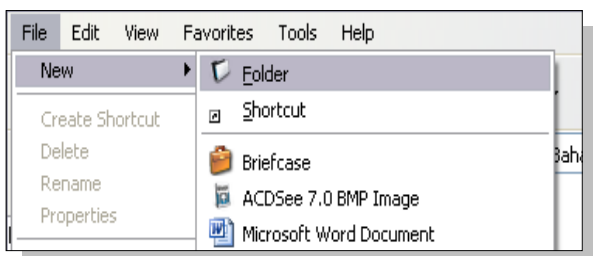 File Edit View Favorites Tools Help
New
Create Shortcut
Delete
Rename
Properties
Folder
Shortcut
Briefcase
ACDSee 7.0 BMP Image
Microsoft Word Document